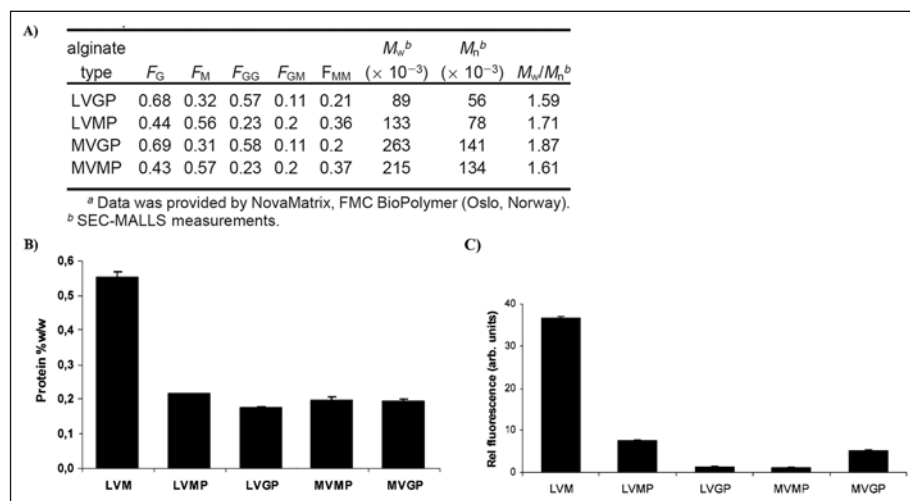 A)
alginate type F_G F_M F_GG F_GM F_MM M_w^b (× 10⁻³) M_n^b (× 10⁻³) M_w/M_n^b
LVGP 0.68 0.32 0.57 0.11 0.21 89 56 1.59
LVMP 0.44 0.56 0.23 0.2 0.36 133 78 1.71
MVGP 0.69 0.31 0.58 0.11 0.2 263 141 1.87
MVMP 0.43 0.57 0.23 0.2 0.37 215 134 1.61
a Data was provided by NovaMatrix, FMC BioPolymer (Oslo, Norway).
b SEC-MALLS measurements.
B)
Protein %w/w
0,6
0,5
0,4
0,3
0,2
0,1
0,0
LVM LVMP LVGP MVMP MVGP
C)
Rel fluorescence (arb. units)
40
30
20
10
0
LVM LVMP LVGP MVMP MVGP